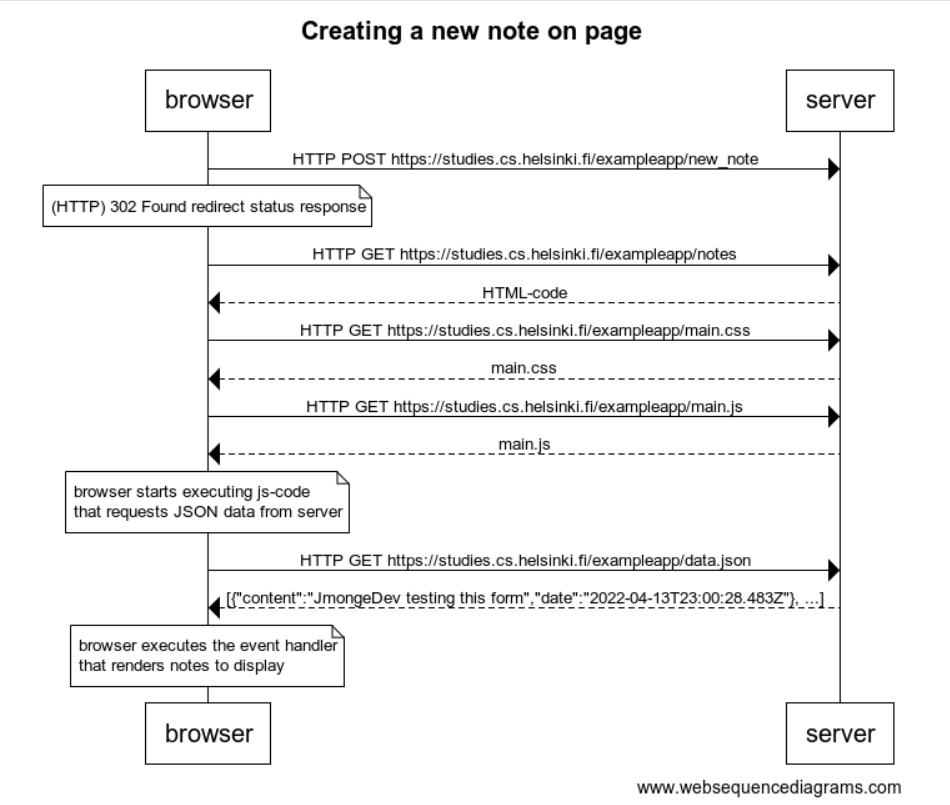 Creating a new note on page
browser
server
HTTP POST https://studies.cs.helsinki.fi/exampleapp/new_note
(HTTP) 302 Found redirect status response
HTTP GET https://studies.cs.helsinki.fi/exampleapp/notes
HTML-code
HTTP GET https://studies.cs.helsinki.fi/exampleapp/main.css
main.css
HTTP GET https://studies.cs.helsinki.fi/exampleapp/main.js
main.js
browser starts executing js-code
that requests JSON data from server
HTTP GET https://studies.cs.helsinki.fi/exampleapp/data.json
[{"content":"JmongeDev testing this form","date":"2022-04-13T23:00:28.483Z"}, ...]
browser executes the event handler
that renders notes to display
browser
server
www.websequencediagrams.com